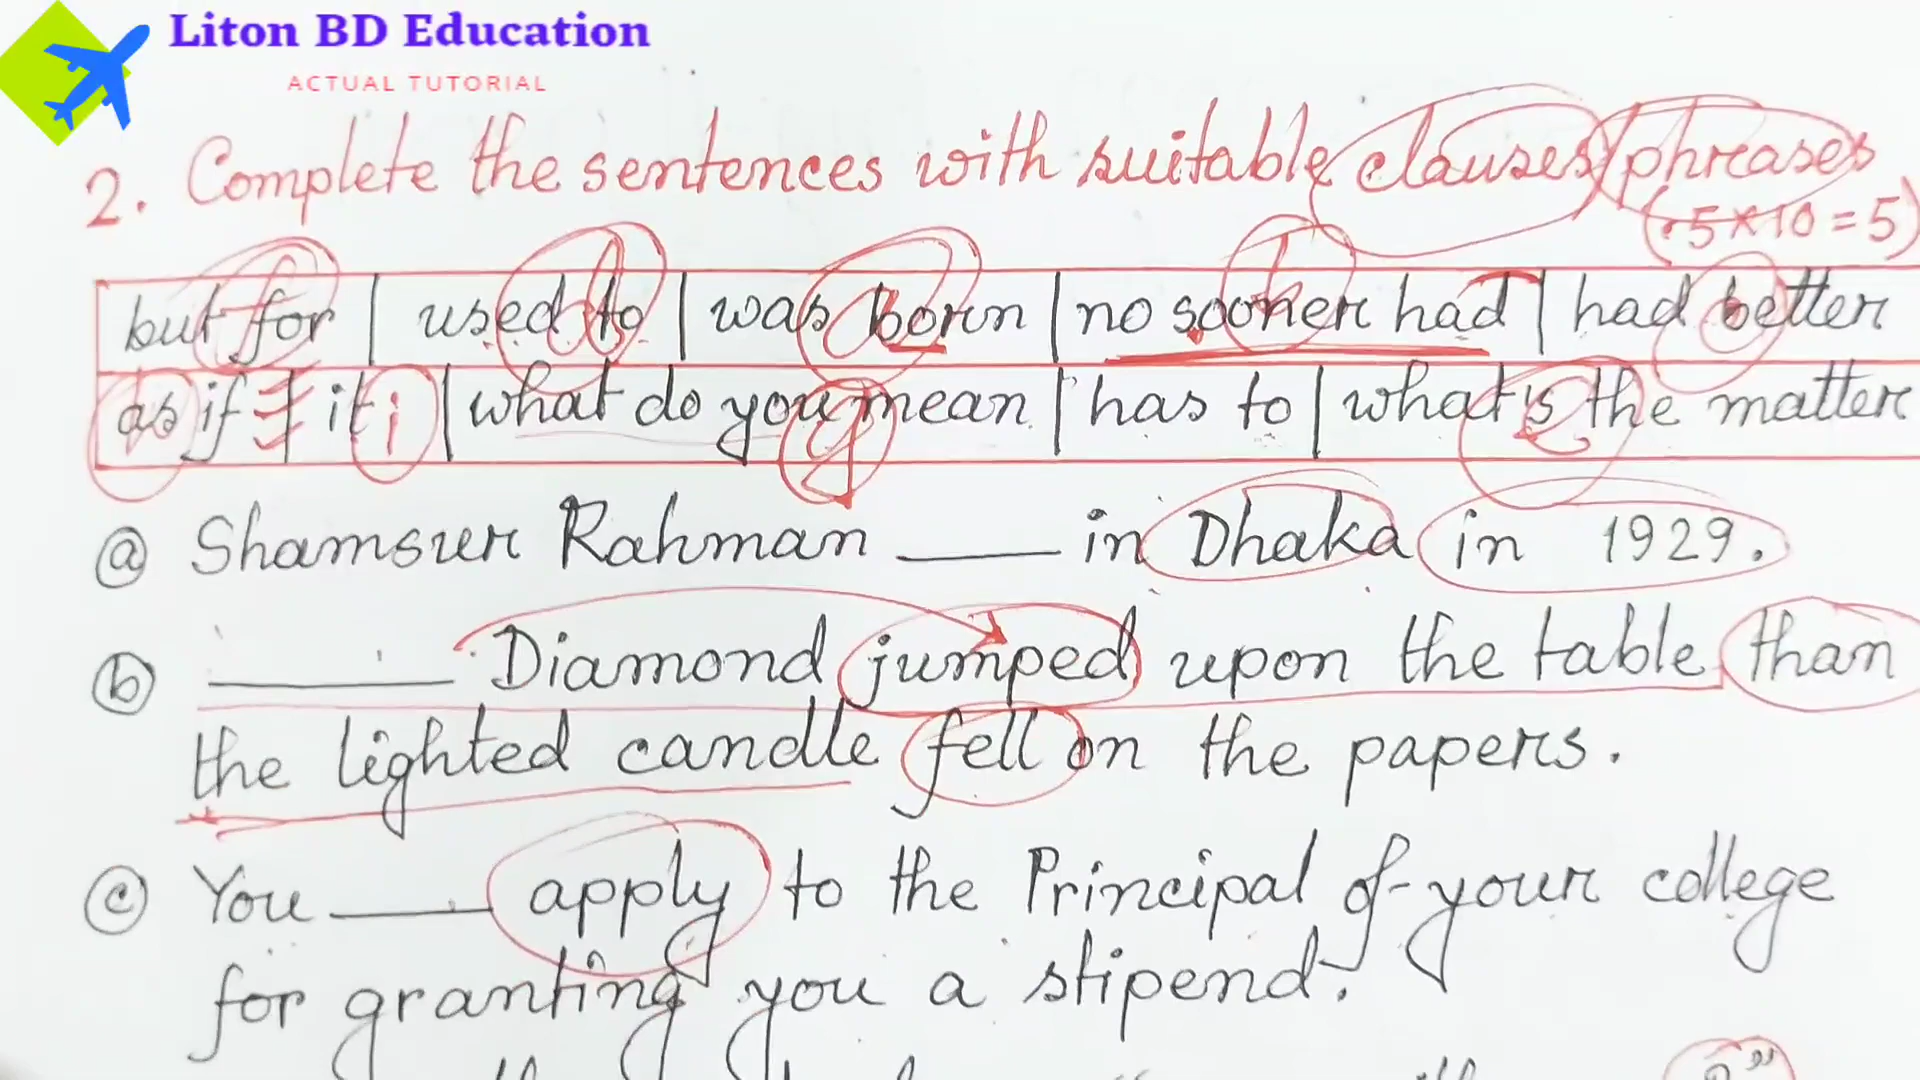 Liton BD Education
ACTUAL TUTORIAL
2. Complete the sentences with suitable clauses/phrases
(.5×10=5)
but for | used to | was born | no sooner had | had better
as if | it | what do you mean | has to | what's the matter
a Shamsur Rahman ____ in Dhaka in 1929.
b ____ Diamond jumped upon the table than
the lighted candle fell on the papers.
c You ____ apply to the Principal of your college
for granting you a stipend.